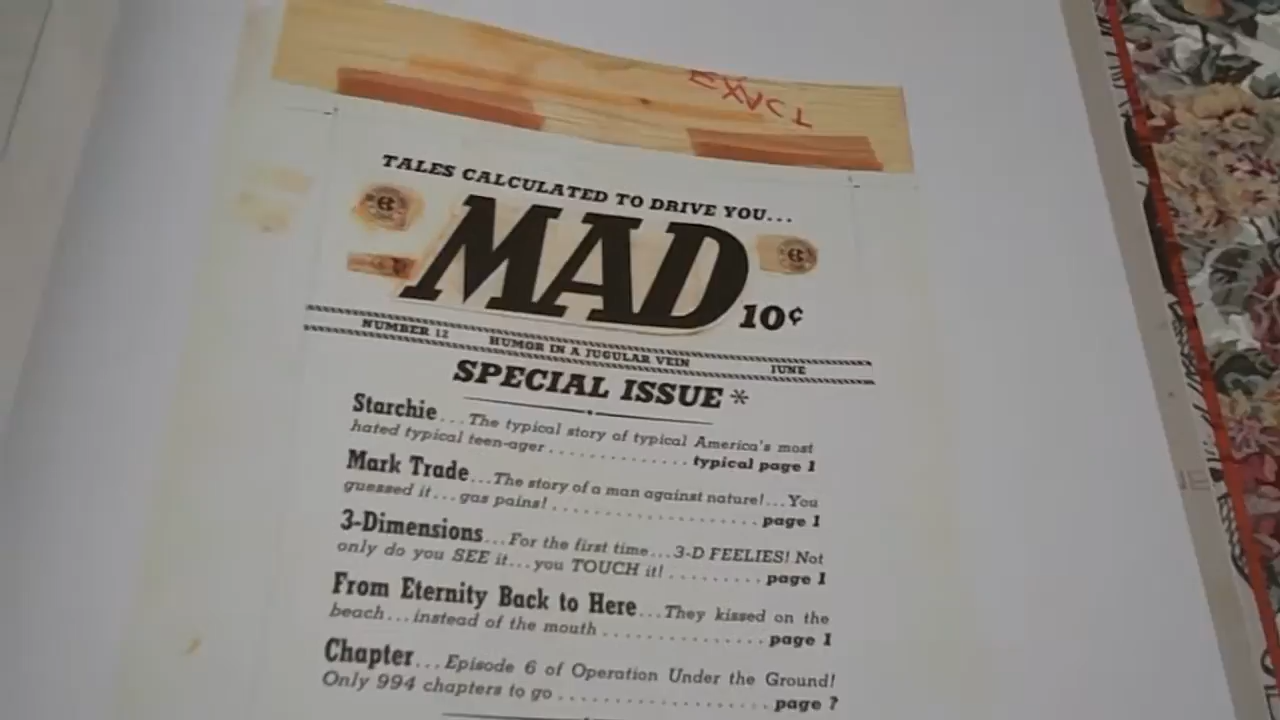 EXACT
TALES CALCULATED TO DRIVE YOU...
MAD
10¢
NUMBER 12 HUMOR IN A JUGULAR VEIN JUNE
SPECIAL ISSUE*
Starchie...The typical story of typical America's most
hated typical teen-ager.............typical page 1
Mark Trade...The story of a man against nature!...You
guessed it...gas pains!...................page 1
3-Dimensions...For the first time...3-D FEELIES! Not
only do you SEE it...you TOUCH it!.........page 1
From Eternity Back to Here...They kissed on the
beach...instead of the mouth...............page 1
Chapter...Episode 6 of Operation Under the Ground!
Only 994 chapters to go...................page ?